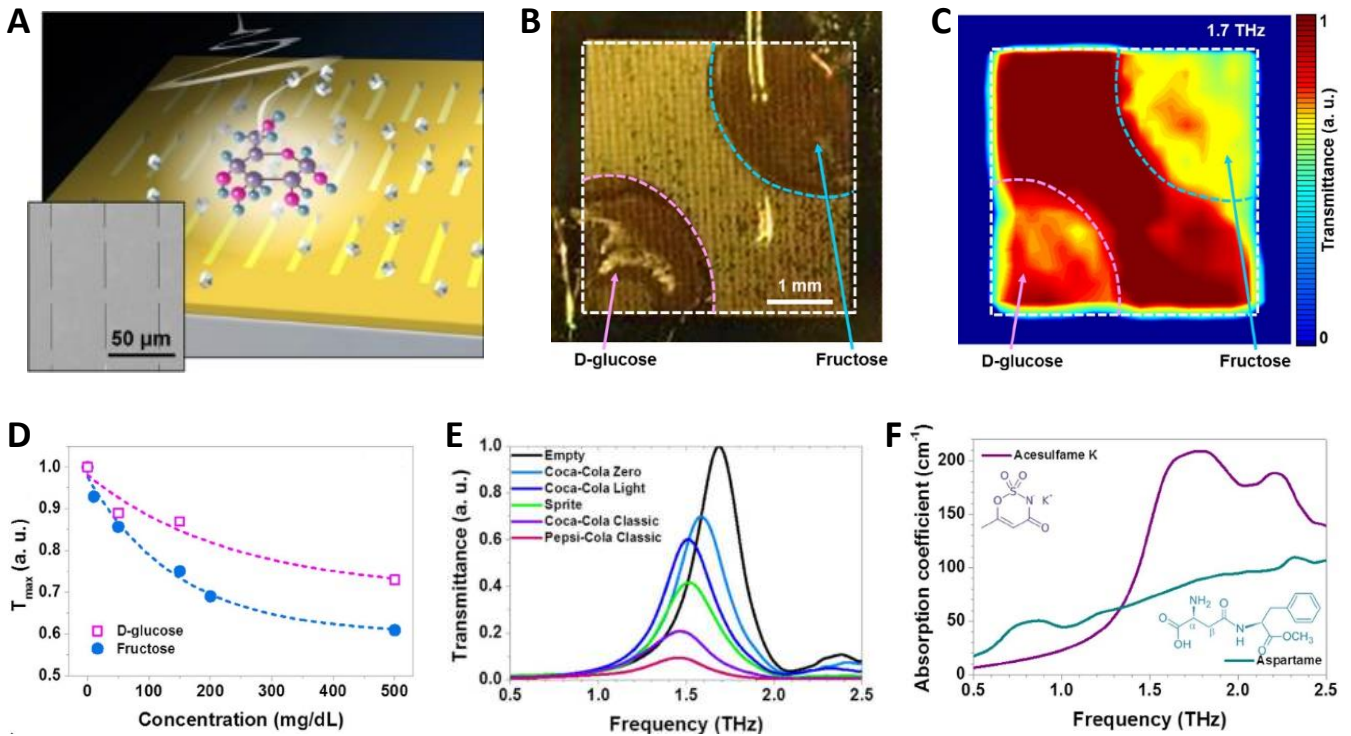 A
50 µm
B
1 mm
D-glucose
Fructose
C
1.7 THz
1
Transmittance (a. u.)
0
D-glucose
Fructose
D
1.0
0.9
0.8
0.7
0.6
0.5
T_max (a. u.)
D-glucose
Fructose
0 100 200 300 400 500
Concentration (mg/dL)
E
1.0
0.8
0.6
0.4
0.2
0.0
Transmittance (a. u.)
Empty
Coca-Cola Zero
Coca-Cola Light
Sprite
Coca-Cola Classic
Pepsi-Cola Classic
0.5 1.0 1.5 2.0 2.5
Frequency (THz)
F
200
150
100
50
0
Absorption coefficient (cm⁻¹)
Acesulfame K
O O
S
O N K⁺
O
NH₂ O
α β
O OH
N
H
O OCH₃
Aspartame
0.5 1.0 1.5 2.0 2.5
Frequency (THz)